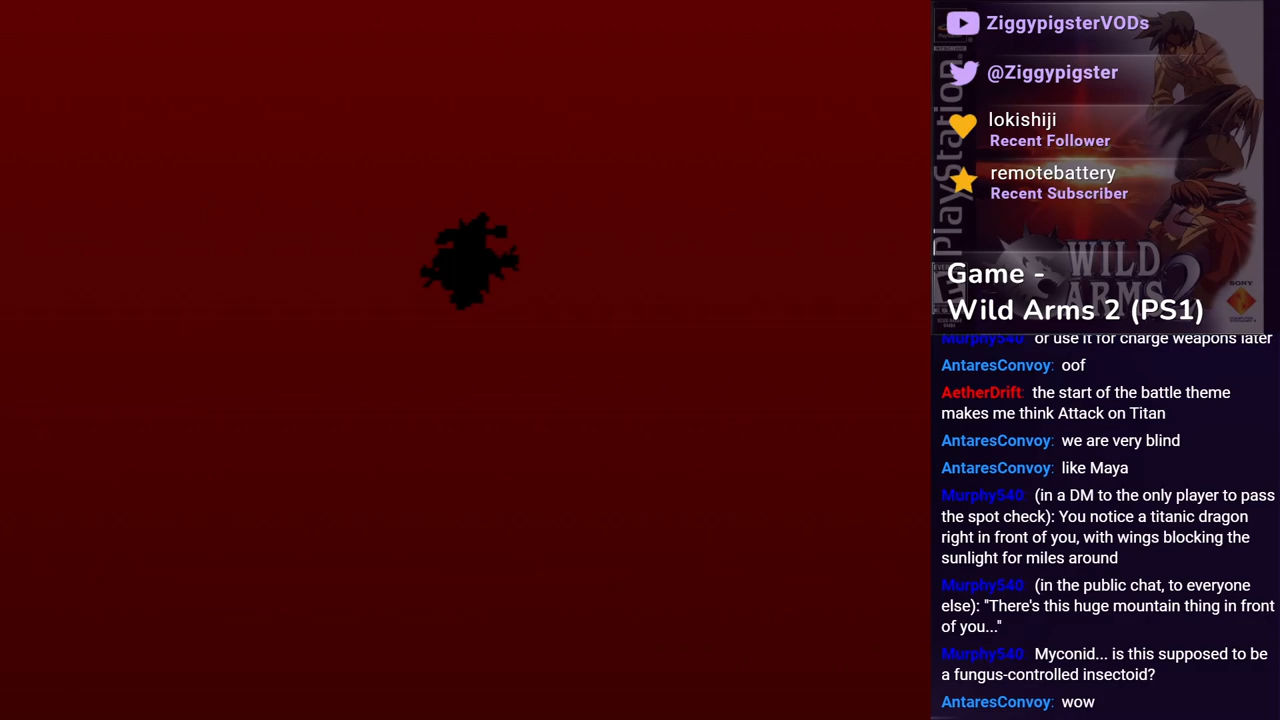 ZiggypigsterVODs
@Ziggypigster
lokishiji
Recent Follower
remotebattery
Recent Subscriber
PlayStation
WILD
ARMS 2
SONY
Game -
Wild Arms 2 (PS1)
Murphy540 or use it for charge weapons later
AntaresConvoy: oof
AetherDrift: the start of the battle theme
makes me think Attack on Titan
AntaresConvoy: we are very blind
AntaresConvoy: like Maya
Murphy540 (in a DM to the only player to pass
the spot check): You notice a titanic dragon
right in front of you, with wings blocking the
sunlight for miles around
Murphy540 (in the public chat, to everyone
else): "There's this huge mountain thing in front
of you..."
Murphy540 Myconid... is this supposed to be
a fungus-controlled insectoid?
AntaresConvoy: wow